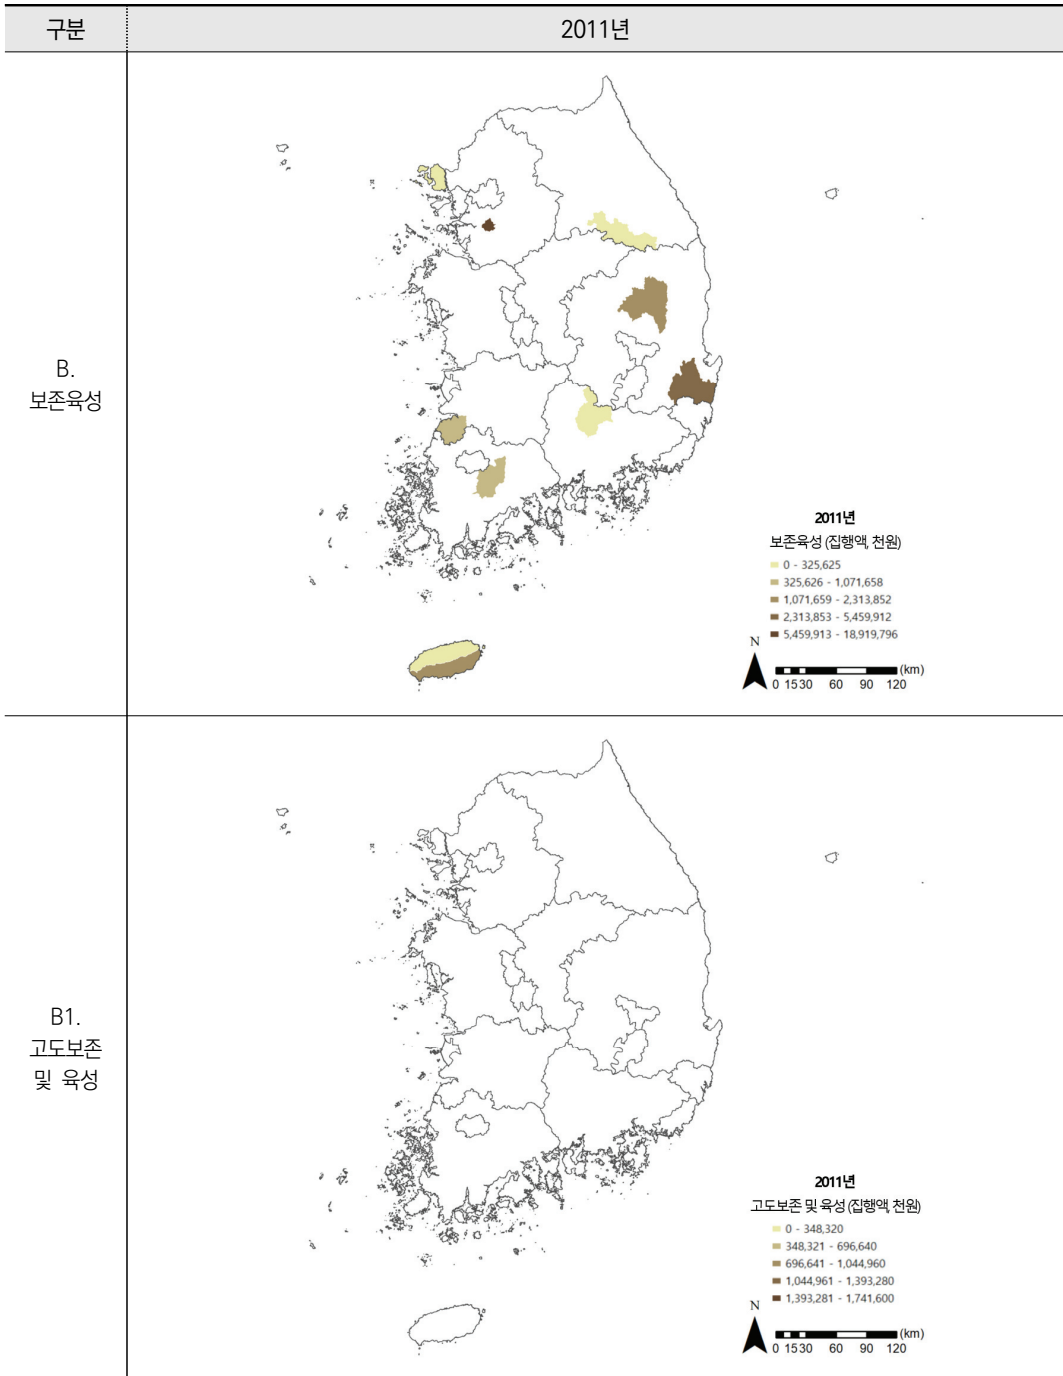 구분
2011년
B.
보존육성
2011년
보존육성 (집행액, 천원)
0 - 325,625
325,626 - 1,071,658
1,071,659 - 2,313,852
2,313,853 - 5,459,912
5,459,913 - 18,919,796
N
(km)
0 15 30 60 90 120
B1.
고도보존
및 육성
2011년
고도보존 및 육성 (집행액, 천원)
0 - 348,320
348,321 - 696,640
696,641 - 1,044,960
1,044,961 - 1,393,280
1,393,281 - 1,741,600
N
(km)
0 15 30 60 90 120